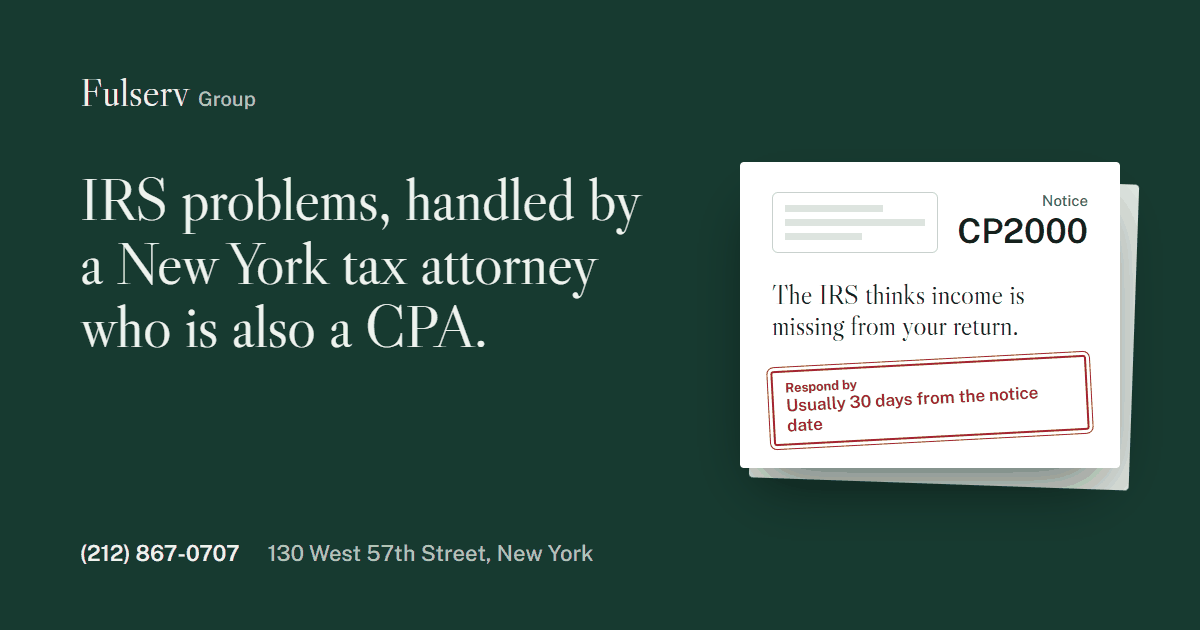 Fulserv Group
IRS problems, handled by
a New York tax attorney
who is also a CPA.
Notice
CP2000
The IRS thinks income is
missing from your return.
Respond by
Usually 30 days from the notice
date
(212) 867-0707 130 West 57th Street, New York